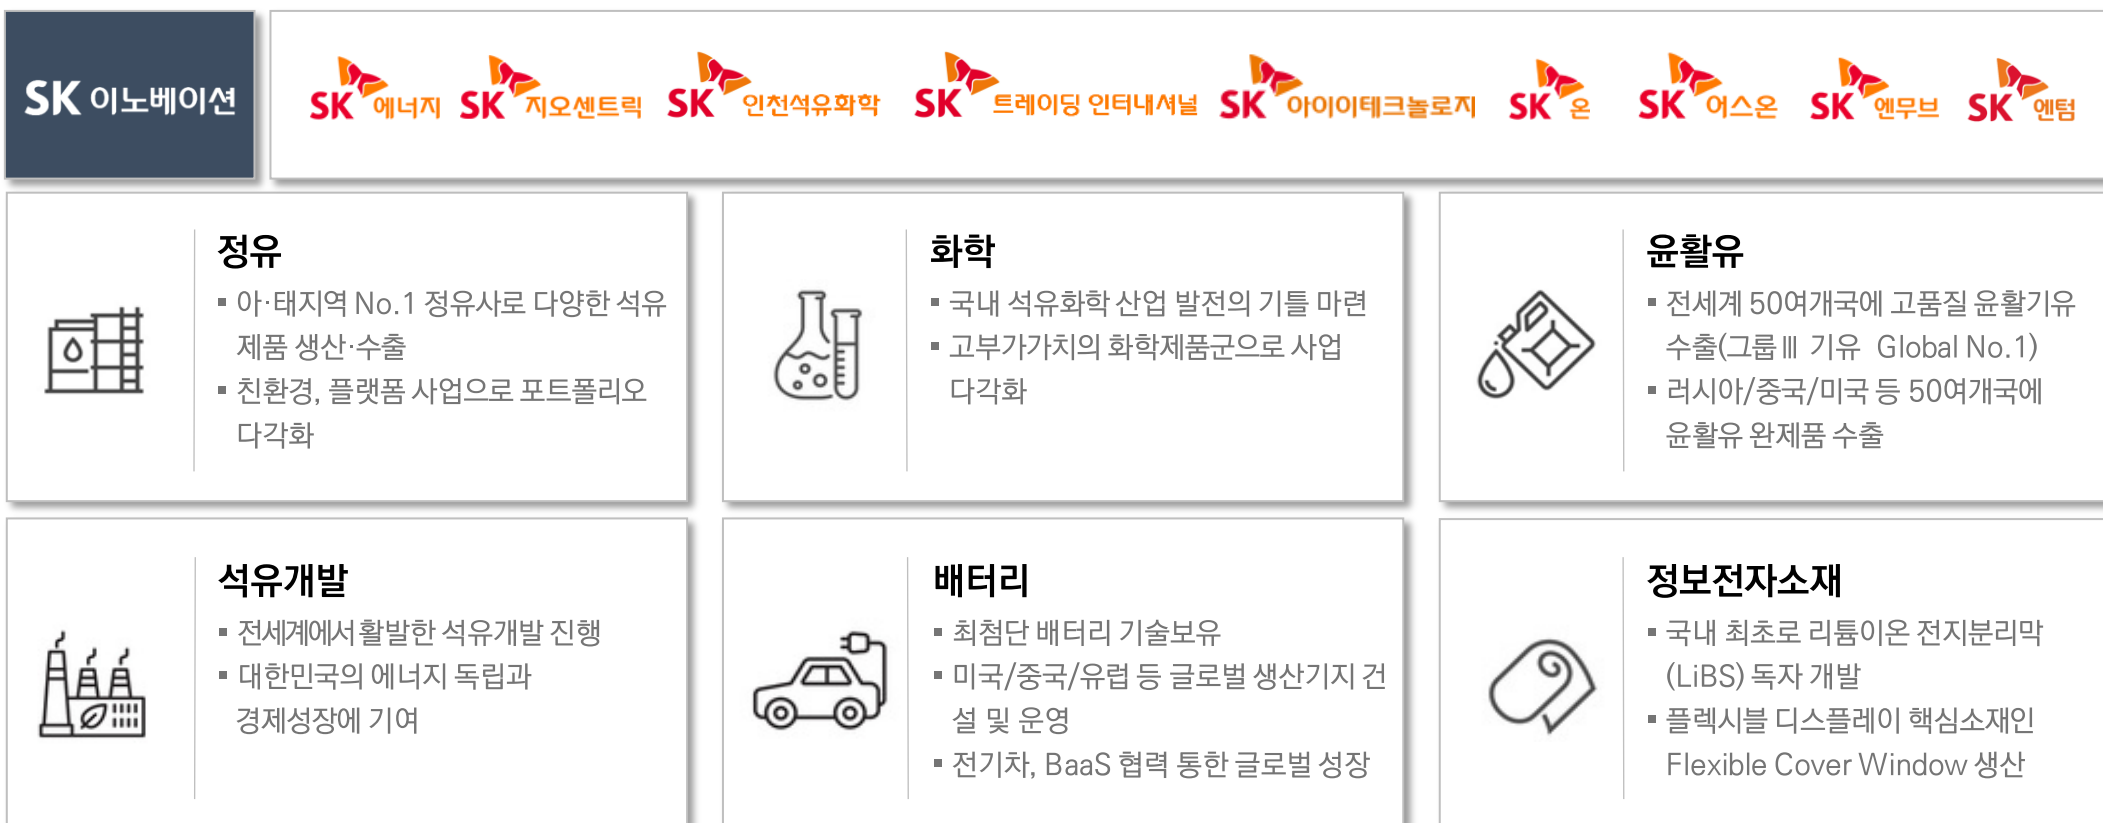 SK 이노베이션
SK 에너지 SK 지오센트릭 SK 인천석유화학 SK 트레이딩 인터내셔널 SK 아이이테크놀로지 SK 온 SK 어스온 SK 엔무브 SK 엔텀
정유
▪ 아·태지역 No.1 정유사로 다양한 석유
제품 생산·수출
▪ 친환경, 플랫폼 사업으로 포트폴리오
다각화
화학
▪ 국내 석유화학 산업 발전의 기틀 마련
▪ 고부가가치의 화학제품군으로 사업
다각화
윤활유
▪ 전세계 50여개국에 고품질 윤활기유
수출(그룹Ⅲ 기유 Global No.1)
▪ 러시아/중국/미국 등 50여개국에
윤활유 완제품 수출
석유개발
▪ 전세계에서 활발한 석유개발 진행
▪ 대한민국의 에너지 독립과
경제성장에 기여
배터리
▪ 최첨단 배터리 기술보유
▪ 미국/중국/유럽 등 글로벌 생산기지 건
설 및 운영
▪ 전기차, BaaS 협력 통한 글로벌 성장
정보전자소재
▪ 국내 최초로 리튬이온 전지분리막
(LiBS) 독자 개발
▪ 플렉시블 디스플레이 핵심소재인
Flexible Cover Window 생산